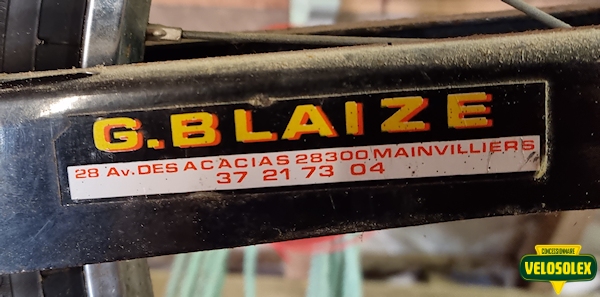 G.BLAIZE
28 Av. DES ACACIAS 28300 MAINVILLIERS
37 21 73 04
CONCESSIONNAIRE
VELOSOLEX